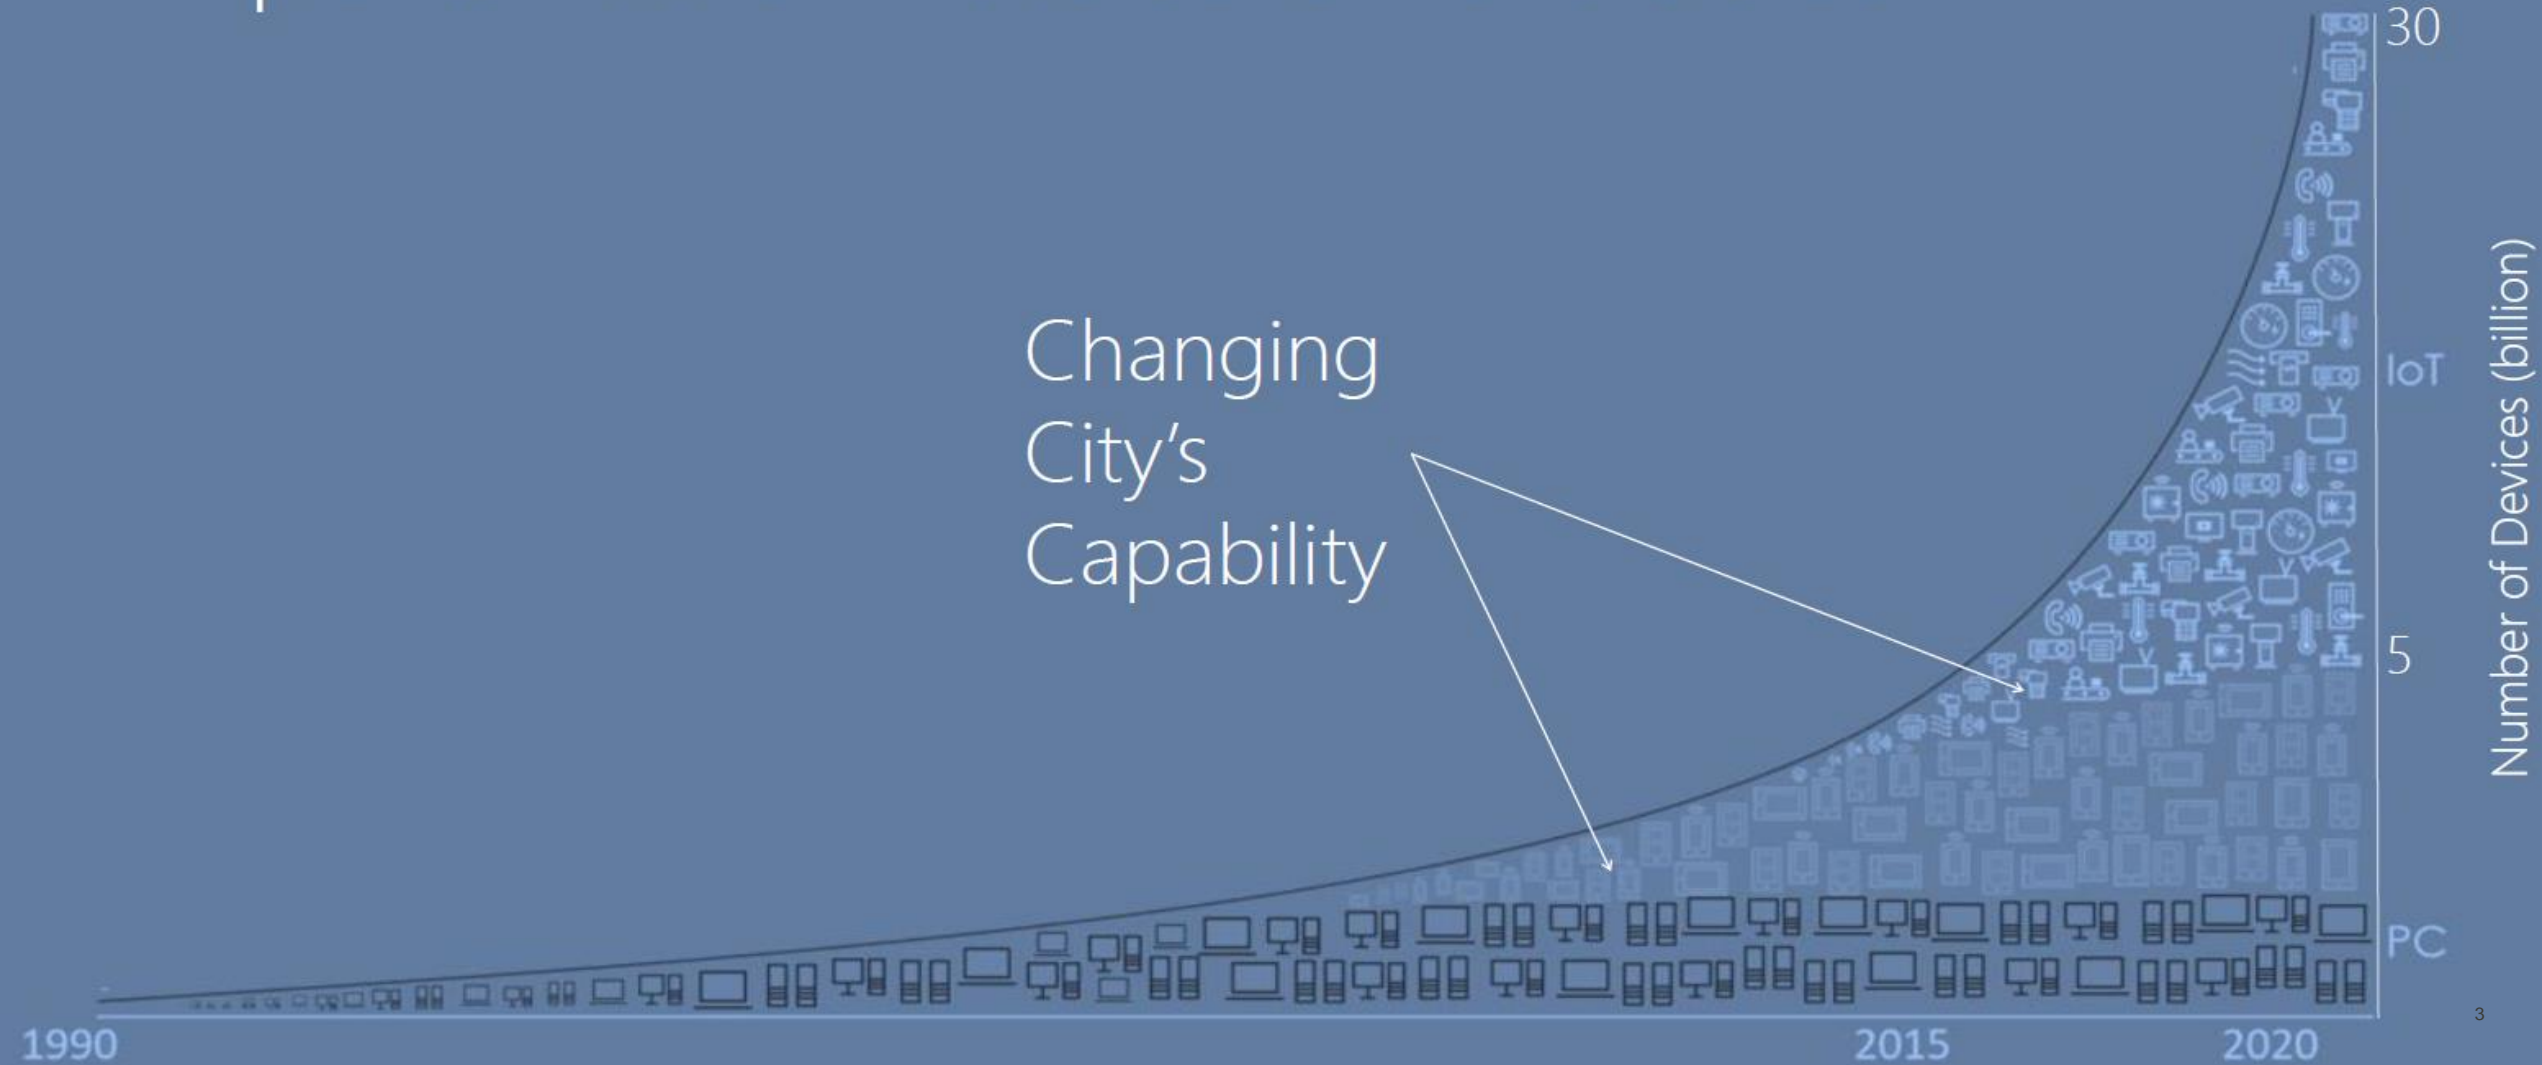 Changing
City's
Capability
30
IoT
5
PC
Number of Devices (billion)
1990
2015
2020
3